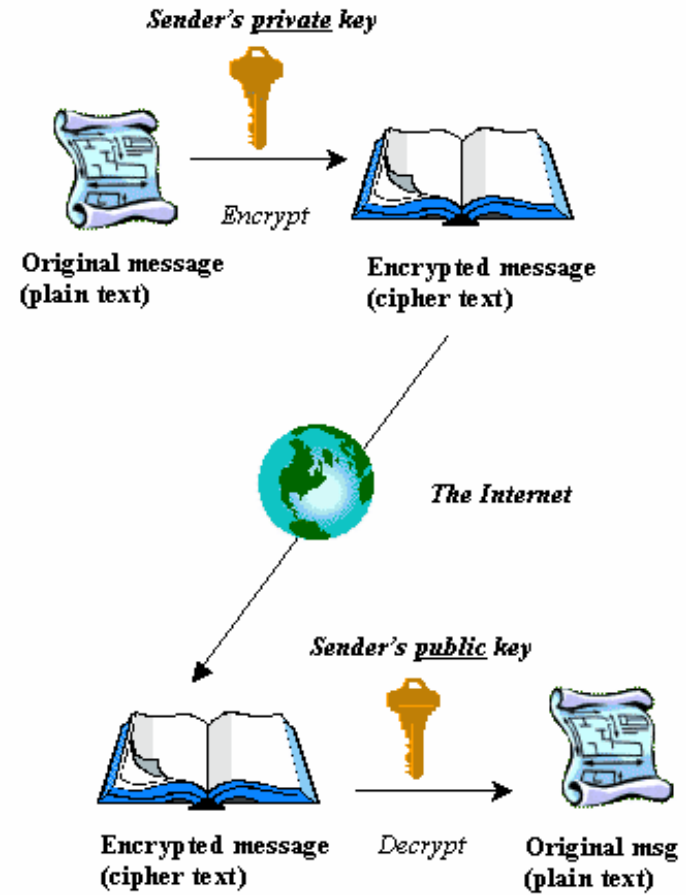 Sender's private key
Encrypt
Original message
(plain text)
Encrypted message
(cipher text)
The Internet
Sender's public key
Decrypt
Encrypted message
(cipher text)
Original msg
(plain text)